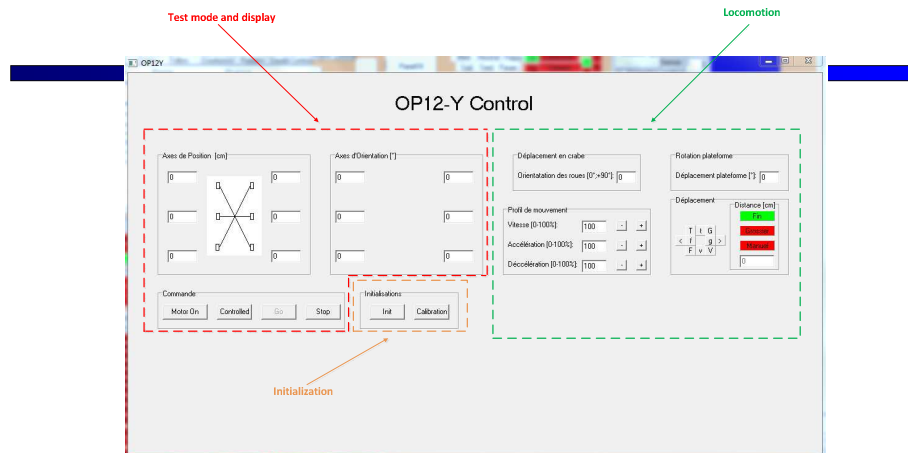 Test mode and display
Locomotion
OP12Y
OP12-Y Control
Axes de Position [cm]
0
0
0
0
0
0
Axes d'Orientation [°]
0
0
0
0
0
0
Déplacement en crabe
Orientatation des roues [0°;+90°]: 0
Rotation plateforme
Déplacement plateforme [°]: 0
Profil de mouvement
Vitesse [0-100%]: 100 - +
Accélération [0-100%]: 100 - +
Déccélération [0-100%]: 100 - +
Déplacement
T t G
< f g >
F v V
Distance [cm]
Fin
Manual
0
Commande
Motor On Controlled Go Stop
Initialisations
Init Calibration
Initialization